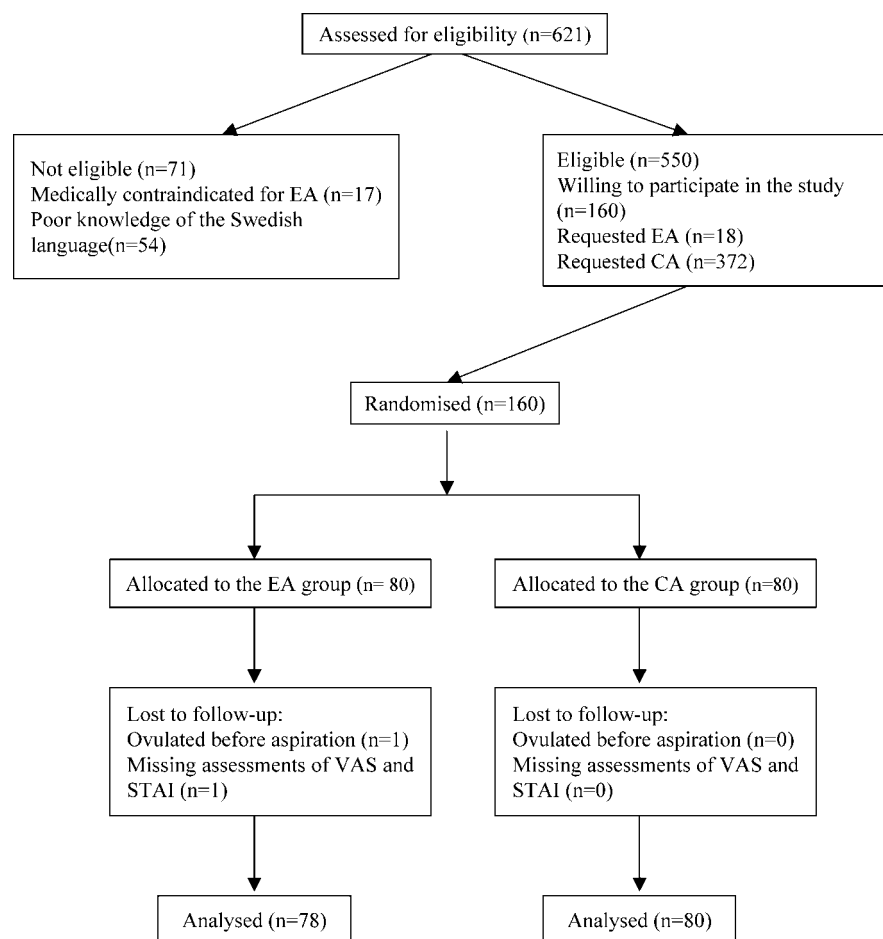 Assessed for eligibility (n=621)
Not eligible (n=71)
Medically contraindicated for EA (n=17)
Poor knowledge of the Swedish
language(n=54)
Eligible (n=550)
Willing to participate in the study
(n=160)
Requested EA (n=18)
Requested CA (n=372)
Randomised (n=160)
Allocated to the EA group (n= 80)
Allocated to the CA group (n=80)
Lost to follow-up:
Ovulated before aspiration (n=1)
Missing assessments of VAS and
STAI (n=1)
Lost to follow-up:
Ovulated before aspiration (n=0)
Missing assessments of VAS and
STAI (n=0)
Analysed (n=78)
Analysed (n=80)